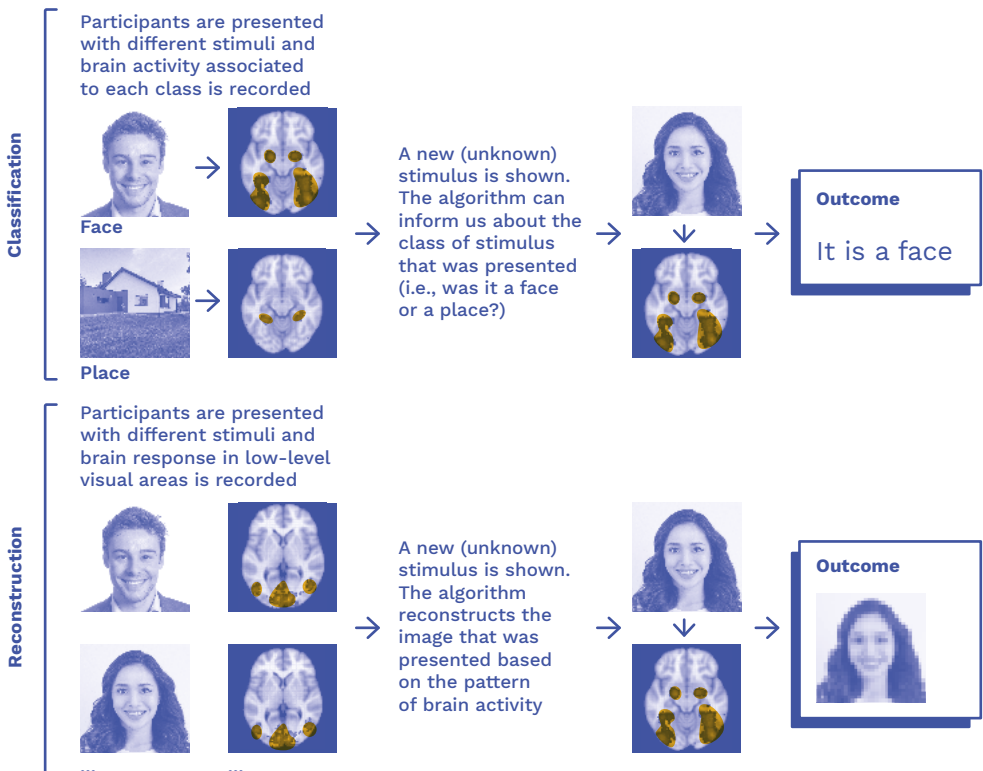 Classification
Participants are presented
with different stimuli and
brain activity associated
to each class is recorded
Face
Place
A new (unknown)
stimulus is shown.
The algorithm can
inform us about the
class of stimulus
that was presented
(i.e., was it a face
or a place?)
Outcome
It is a face
Reconstruction
Participants are presented
with different stimuli and
brain response in low-level
visual areas is recorded
A new (unknown)
stimulus is shown.
The algorithm
reconstructs the
image that was
presented based
on the pattern
of brain activity
Outcome